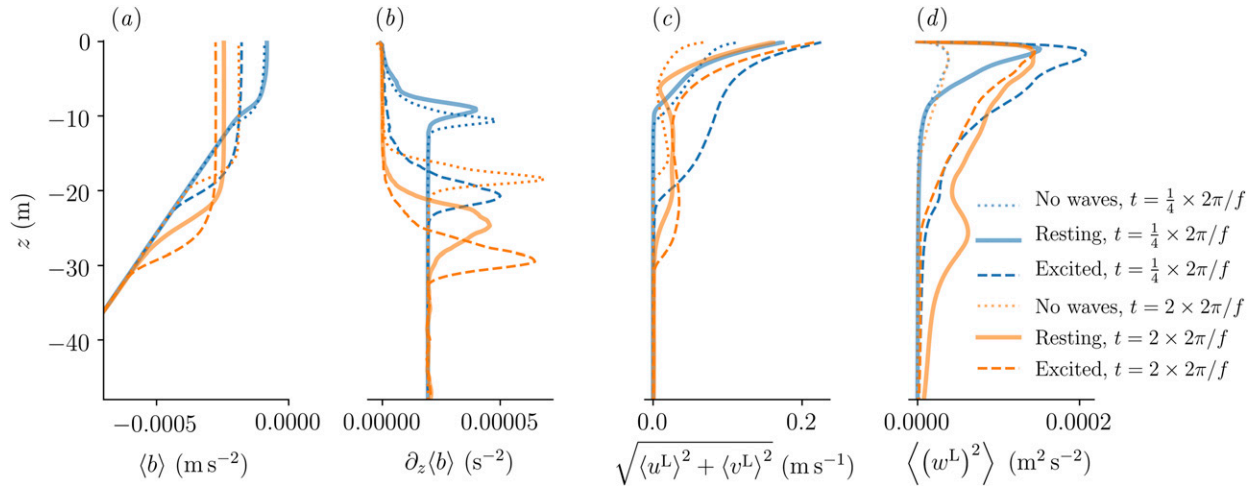 (a) (b) (c) (d)
0
−10
−20
−30
−40
z (m)
−0.0005 0.0000
⟨b⟩ (m s⁻²)
0.00000 0.00005
∂z⟨b⟩ (s⁻²)
0.0 0.2
√⟨uᴸ⟩² + ⟨vᴸ⟩² (m s⁻¹)
0.0000 0.0002
⟨(wᴸ)²⟩ (m² s⁻²)
No waves, t = 1/4 × 2π/f
Resting, t = 1/4 × 2π/f
Excited, t = 1/4 × 2π/f
No waves, t = 2 × 2π/f
Resting, t = 2 × 2π/f
Excited, t = 2 × 2π/f